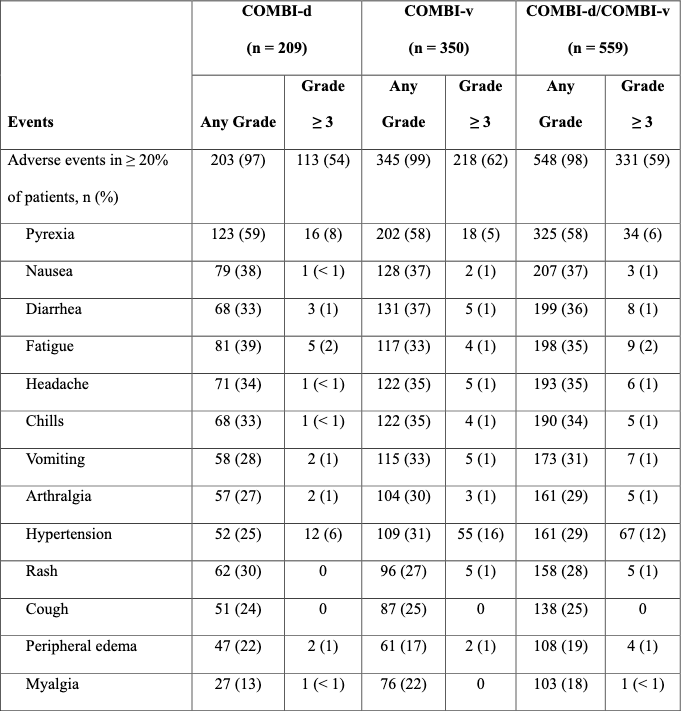 COMBI-d COMBI-v COMBI-d/COMBI-v
(n = 209) (n = 350) (n = 559)
Grade Any Grade Any Grade
Events Any Grade ≥ 3 Grade ≥ 3 Grade ≥ 3
Adverse events in ≥ 20% 203 (97) 113 (54) 345 (99) 218 (62) 548 (98) 331 (59)
of patients, n (%)
Pyrexia 123 (59) 16 (8) 202 (58) 18 (5) 325 (58) 34 (6)
Nausea 79 (38) 1 (< 1) 128 (37) 2 (1) 207 (37) 3 (1)
Diarrhea 68 (33) 3 (1) 131 (37) 5 (1) 199 (36) 8 (1)
Fatigue 81 (39) 5 (2) 117 (33) 4 (1) 198 (35) 9 (2)
Headache 71 (34) 1 (< 1) 122 (35) 5 (1) 193 (35) 6 (1)
Chills 68 (33) 1 (< 1) 122 (35) 4 (1) 190 (34) 5 (1)
Vomiting 58 (28) 2 (1) 115 (33) 5 (1) 173 (31) 7 (1)
Arthralgia 57 (27) 2 (1) 104 (30) 3 (1) 161 (29) 5 (1)
Hypertension 52 (25) 12 (6) 109 (31) 55 (16) 161 (29) 67 (12)
Rash 62 (30) 0 96 (27) 5 (1) 158 (28) 5 (1)
Cough 51 (24) 0 87 (25) 0 138 (25) 0
Peripheral edema 47 (22) 2 (1) 61 (17) 2 (1) 108 (19) 4 (1)
Myalgia 27 (13) 1 (< 1) 76 (22) 0 103 (18) 1 (< 1)